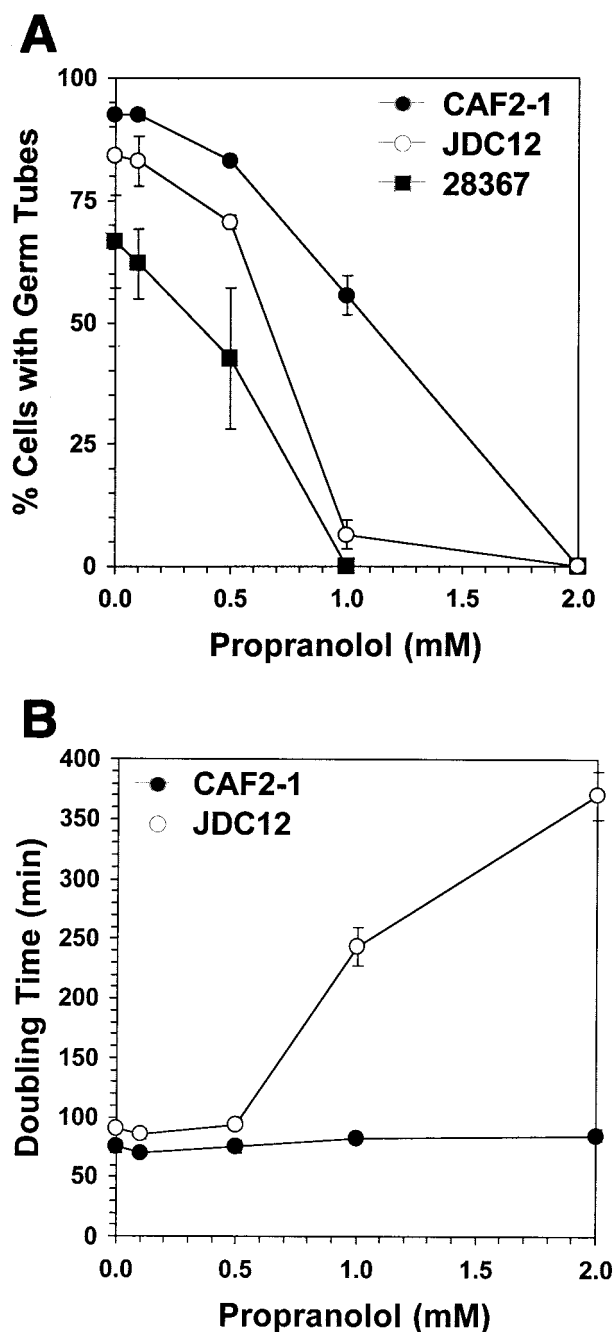 A
100
75
50
25
0
% Cells with Germ Tubes
CAF2-1
JDC12
28367
0.0 0.5 1.0 1.5 2.0
Propranolol (mM)
B
400
350
300
250
200
150
100
50
0
Doubling Time (min)
CAF2-1
JDC12
0.0 0.5 1.0 1.5 2.0
Propranolol (mM)